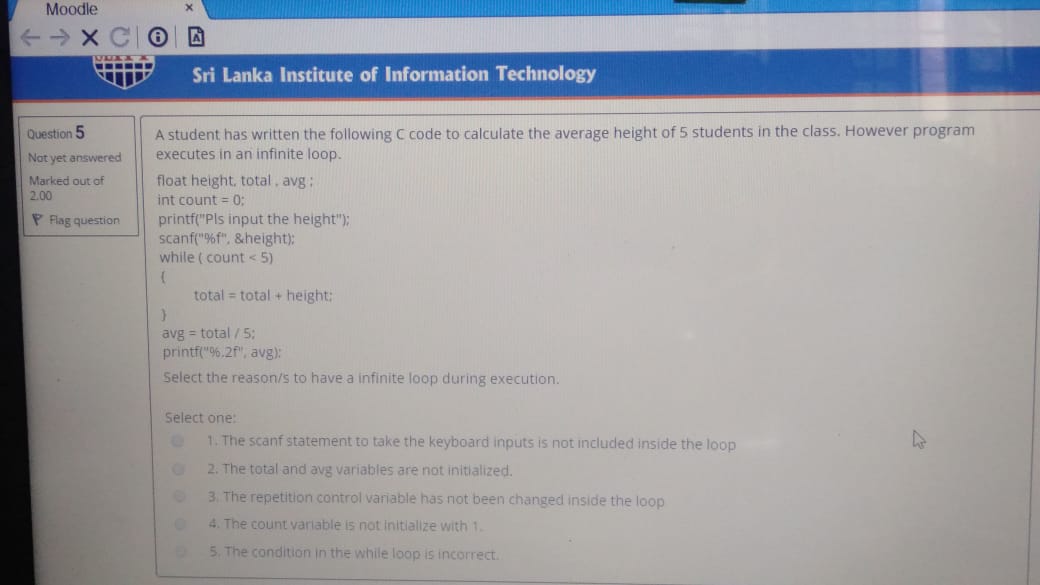 Moodle
Sri Lanka Institute of Information Technology
Question 5
Not yet answered
Marked out of
2.00
Flag question
A student has written the following C code to calculate the average height of 5 students in the class. However program
executes in an infinite loop.
float height, total , avg ;
int count = 0;
printf("Pls input the height");
scanf("%f", &height);
while ( count < 5)
{
total = total + height;
}
avg = total / 5;
printf("%.2f", avg);
Select the reason/s to have a infinite loop during execution.
Select one:
1. The scanf statement to take the keyboard inputs is not included inside the loop
2. The total and avg variables are not initialized.
3. The repetition control variable has not been changed inside the loop
4. The count variable is not initialize with 1.
5. The condition in the while loop is incorrect.